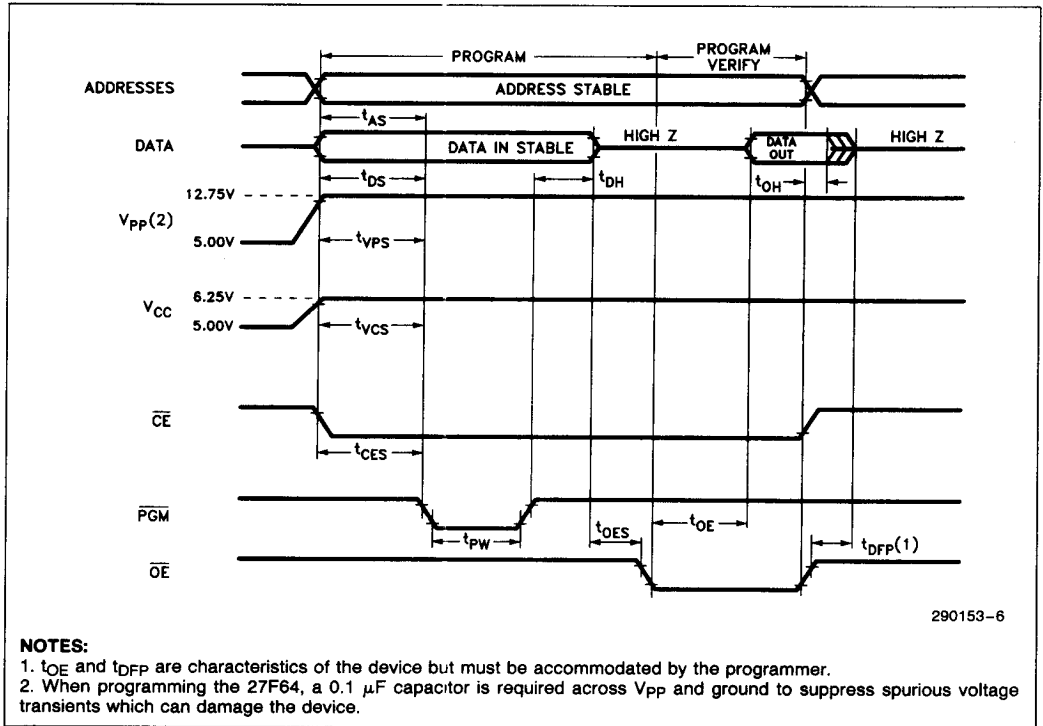 PROGRAM
PROGRAM
VERIFY
ADDRESSES
ADDRESS STABLE
tAS
DATA
DATA IN STABLE
HIGH Z
DATA
OUT
HIGH Z
tDS
tDH
tOH
12.75V
VPP(2)
5.00V
tVPS
6.25V
VCC
5.00V
tVCS
CE
tCES
PGM
tPW
tOES
tOE
tDFP(1)
OE
290153-6
NOTES:
1. tOE and tDFP are characteristics of the device but must be accommodated by the programmer.
2. When programming the 27F64, a 0.1 μF capacitor is required across VPP and ground to suppress spurious voltage
transients which can damage the device.